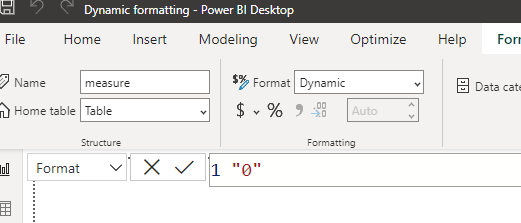 Dynamic formatting - Power BI Desktop
File Home Insert Modeling View Optimize Help
Name measure $% Format Dynamic Data cate
Home table Table $ % Auto
Structure Formatting
Format 1 "0"